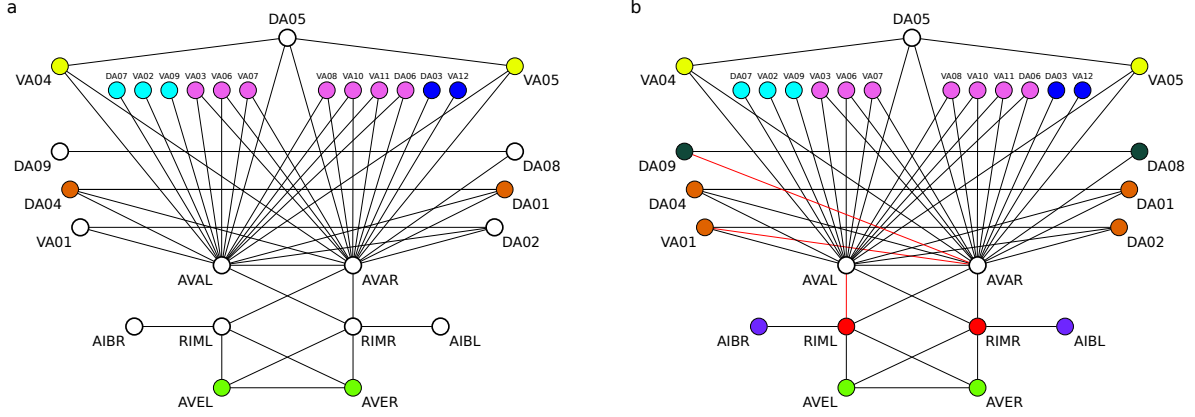 a
DA05
VA04
DA07 VA02 VA09 VA03 VA06 VA07 VA08 VA10 VA11 DA06 DA03 VA12
VA05
DA09
DA08
DA04
DA01
VA01
DA02
AVAL
AVAR
AIBR
RIML
RIMR
AIBL
AVEL
AVER
b
DA05
VA04
DA07 VA02 VA09 VA03 VA06 VA07 VA08 VA10 VA11 DA06 DA03 VA12
VA05
DA09
DA08
DA04
DA01
VA01
DA02
AVAL
AVAR
AIBR
RIML
RIMR
AIBL
AVEL
AVER